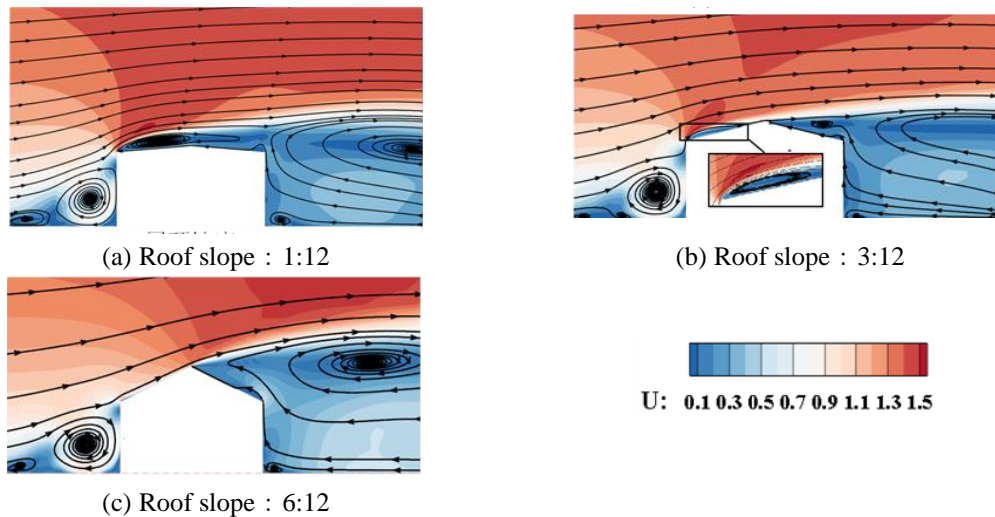 (a) Roof slope：1:12
(b) Roof slope：3:12
(c) Roof slope：6:12
U: 0.1 0.3 0.5 0.7 0.9 1.1 1.3 1.5